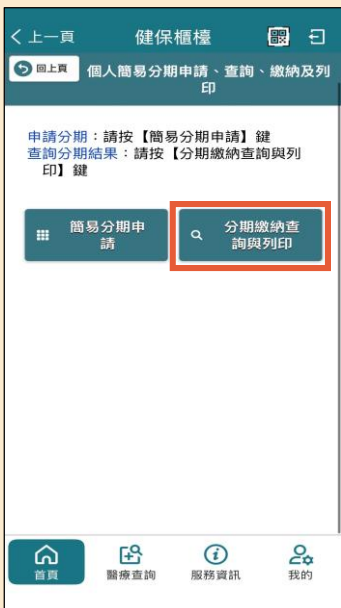 上一頁 健保櫃檯
回上頁 個人簡易分期申請、查詢、繳納及列
印
申請分期：請按【簡易分期申請】鍵
查詢分期結果：請按【分期繳納查詢與列
印】鍵
簡易分期申
請
分期繳納查
詢與列印
首頁 醫療查詢 服務資訊 我的